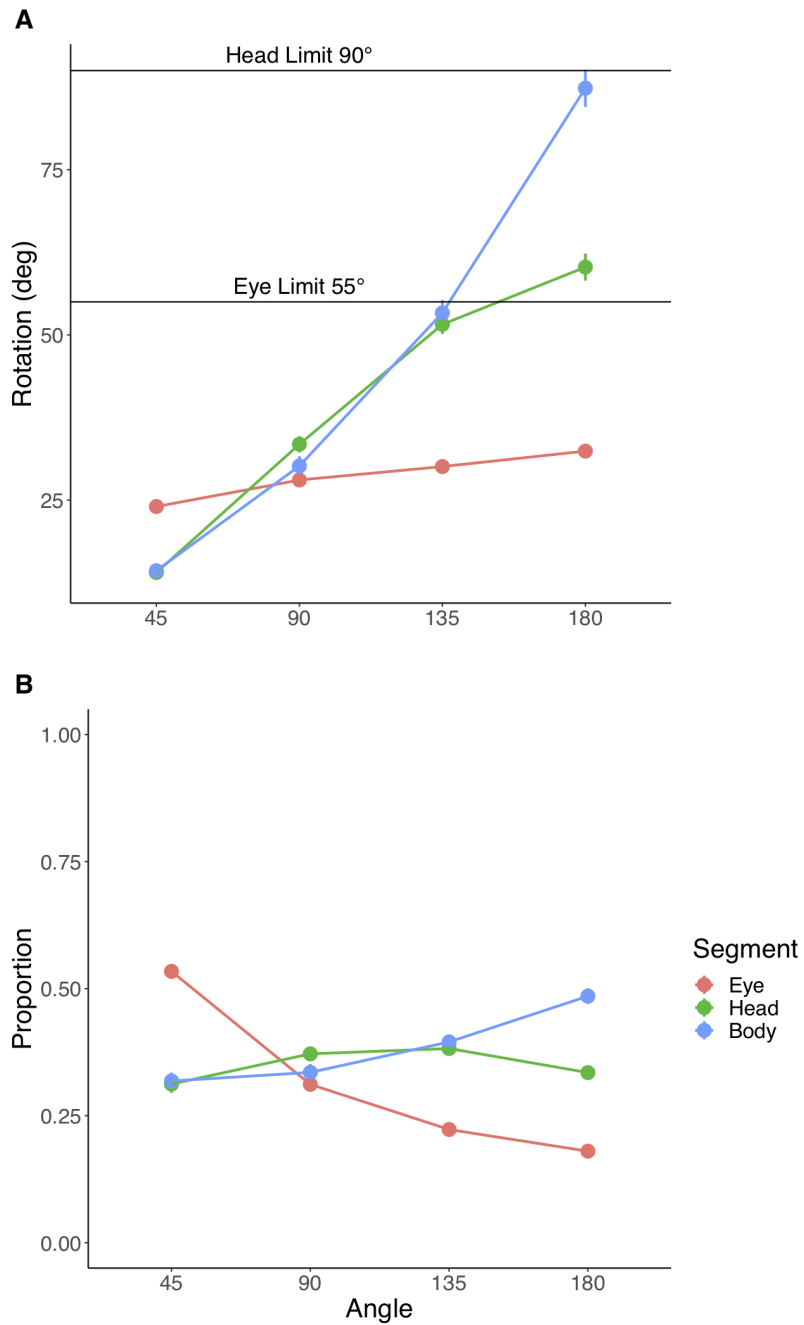 A
Head Limit 90°
75
Eye Limit 55°
50
25
Rotation (deg)
45 90 135 180
B
1.00
0.75
0.50
0.25
0.00
Proportion
45 90 135 180
Angle
Segment
Eye
Head
Body